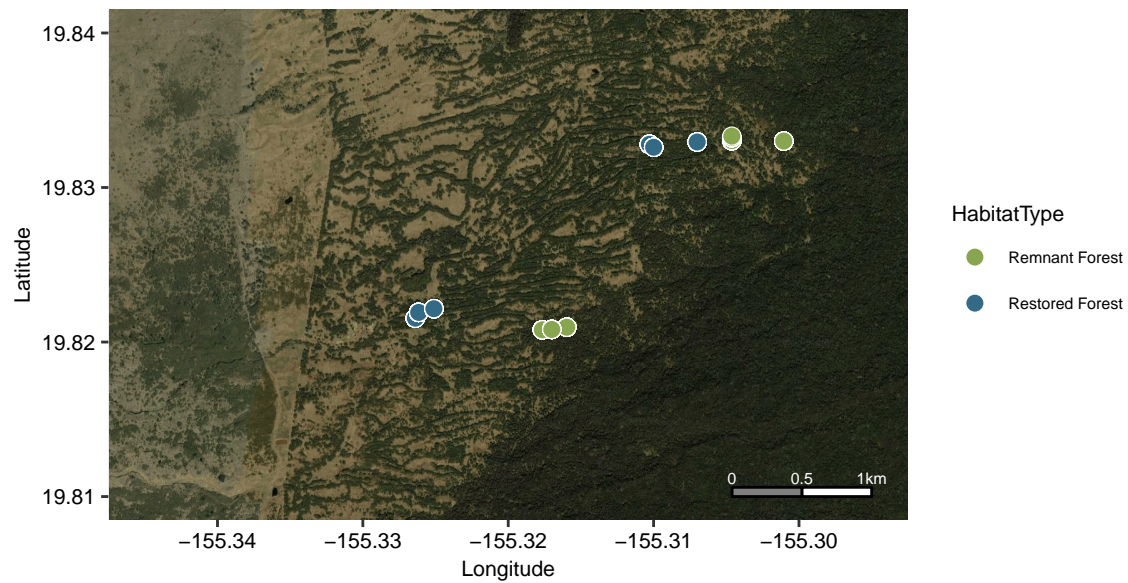 19.84
19.83
19.82
19.81
Latitude
−155.34
−155.33
−155.32
−155.31
−155.30
Longitude
0 0.5 1km
HabitatType
Remnant Forest
Restored Forest